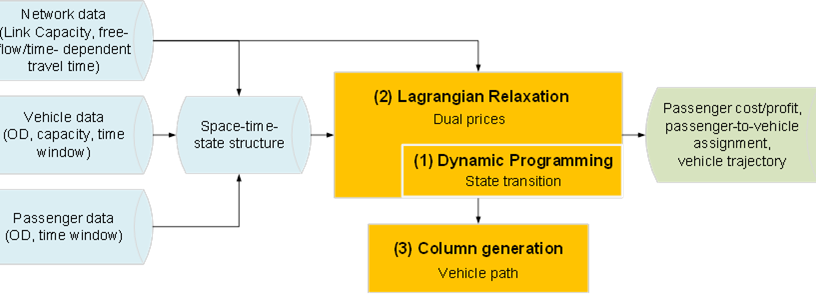 Network data
(Link Capacity, free-
flow/time- dependent
travel time)
Vehicle data
(OD, capacity, time
window)
Passenger data
(OD, time window)
Space-time-
state structure
(2) Lagrangian Relaxation
Dual prices
(1) Dynamic Programming
State transition
(3) Column generation
Vehicle path
Passenger cost/profit,
passenger-to-vehicle
assignment,
vehicle trajectory